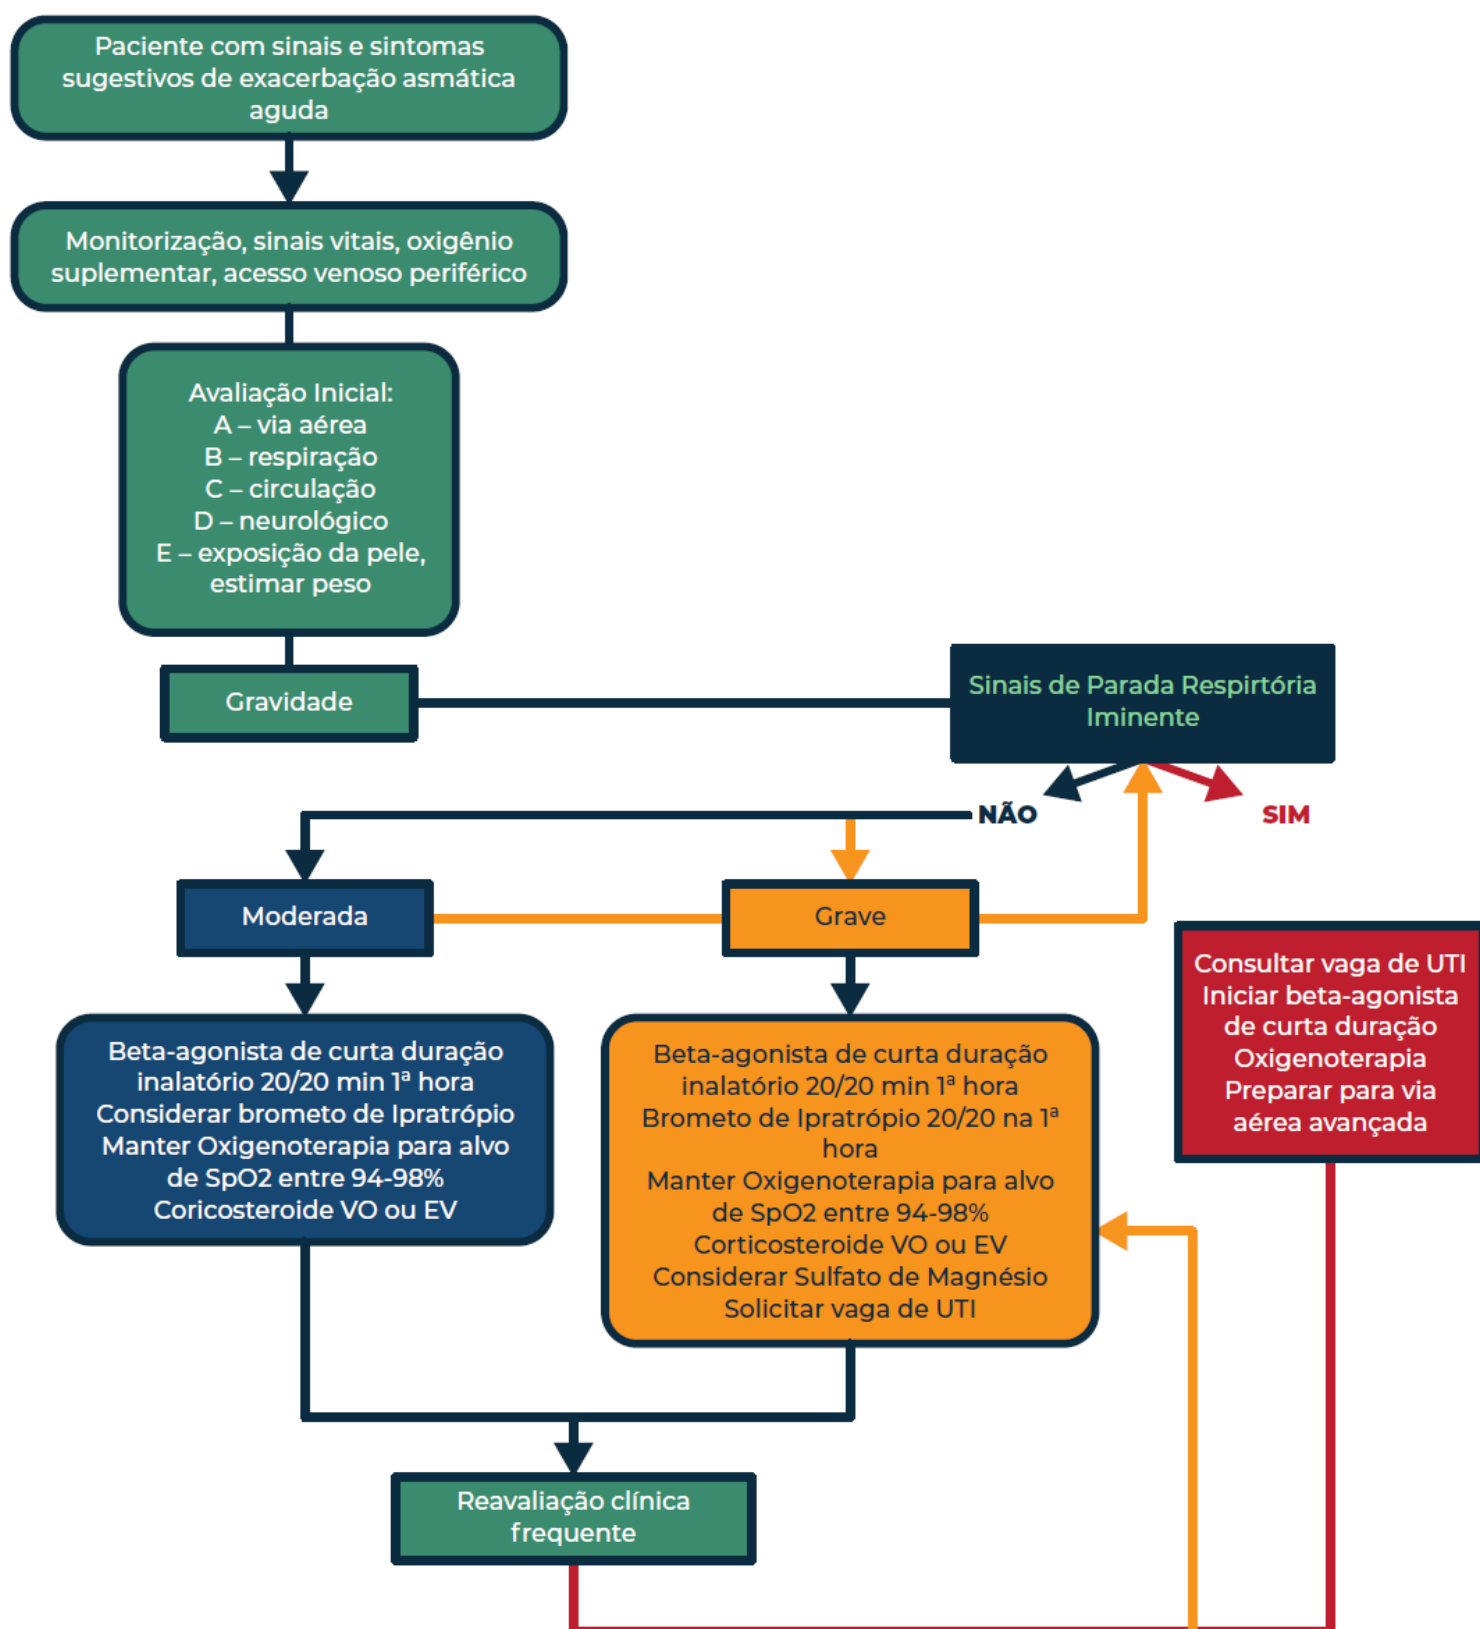 Paciente com sinais e sintomas
sugestivos de exacerbação asmática
aguda
Monitorização, sinais vitais, oxigênio
suplementar, acesso venoso periférico
Avaliação Inicial:
A – via aérea
B – respiração
C – circulação
D – neurológico
E – exposição da pele,
estimar peso
Gravidade
Sinais de Parada Respirtória
Iminente
NÃO
SIM
Moderada
Grave
Beta-agonista de curta duração
inalatório 20/20 min 1ª hora
Considerar brometo de Ipratrópio
Manter Oxigenoterapia para alvo
de SpO2 entre 94-98%
Coricosteroide VO ou EV
Beta-agonista de curta duração
inalatório 20/20 min 1ª hora
Brometo de Ipratrópio 20/20 na 1ª
hora
Manter Oxigenoterapia para alvo
de SpO2 entre 94-98%
Corticosteroide VO ou EV
Considerar Sulfato de Magnésio
Solicitar vaga de UTI
Consultar vaga de UTI
Iniciar beta-agonista
de curta duração
Oxigenoterapia
Preparar para via
aérea avançada
Reavaliação clínica
frequente